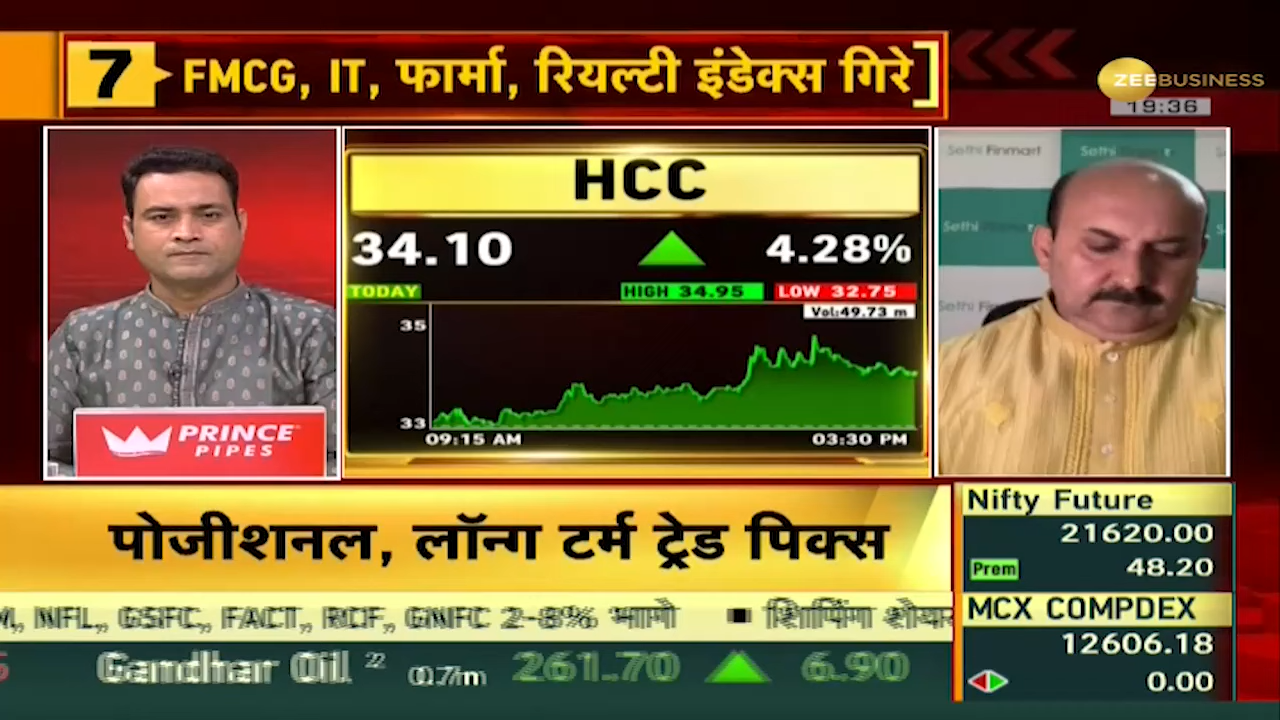 7 FMCG, IT, फार्मा, रियल्टी इंडेक्स गिरे
ZEEBUSINESS
19:36
HCC
34.10 4.28%
TODAY HIGH 34.95 LOW 32.75
Vol:49.73 m
35
33
09:15 AM 03:30 PM
PRINCE
PIPES
Sethi Finmart
Sethi
Sethi
Sethi
पोजीशनल, लॉन्ग टर्म ट्रेड पिक्स
Nifty Future
21620.00
Prem 48.20
MCX COMPDEX
12606.18
0.00
NFL, GSFC, FACT, RCF, GNFC 2-8% भागे ■ शिपिंग
Gandhar Oil 0.7m 261.70 6.90